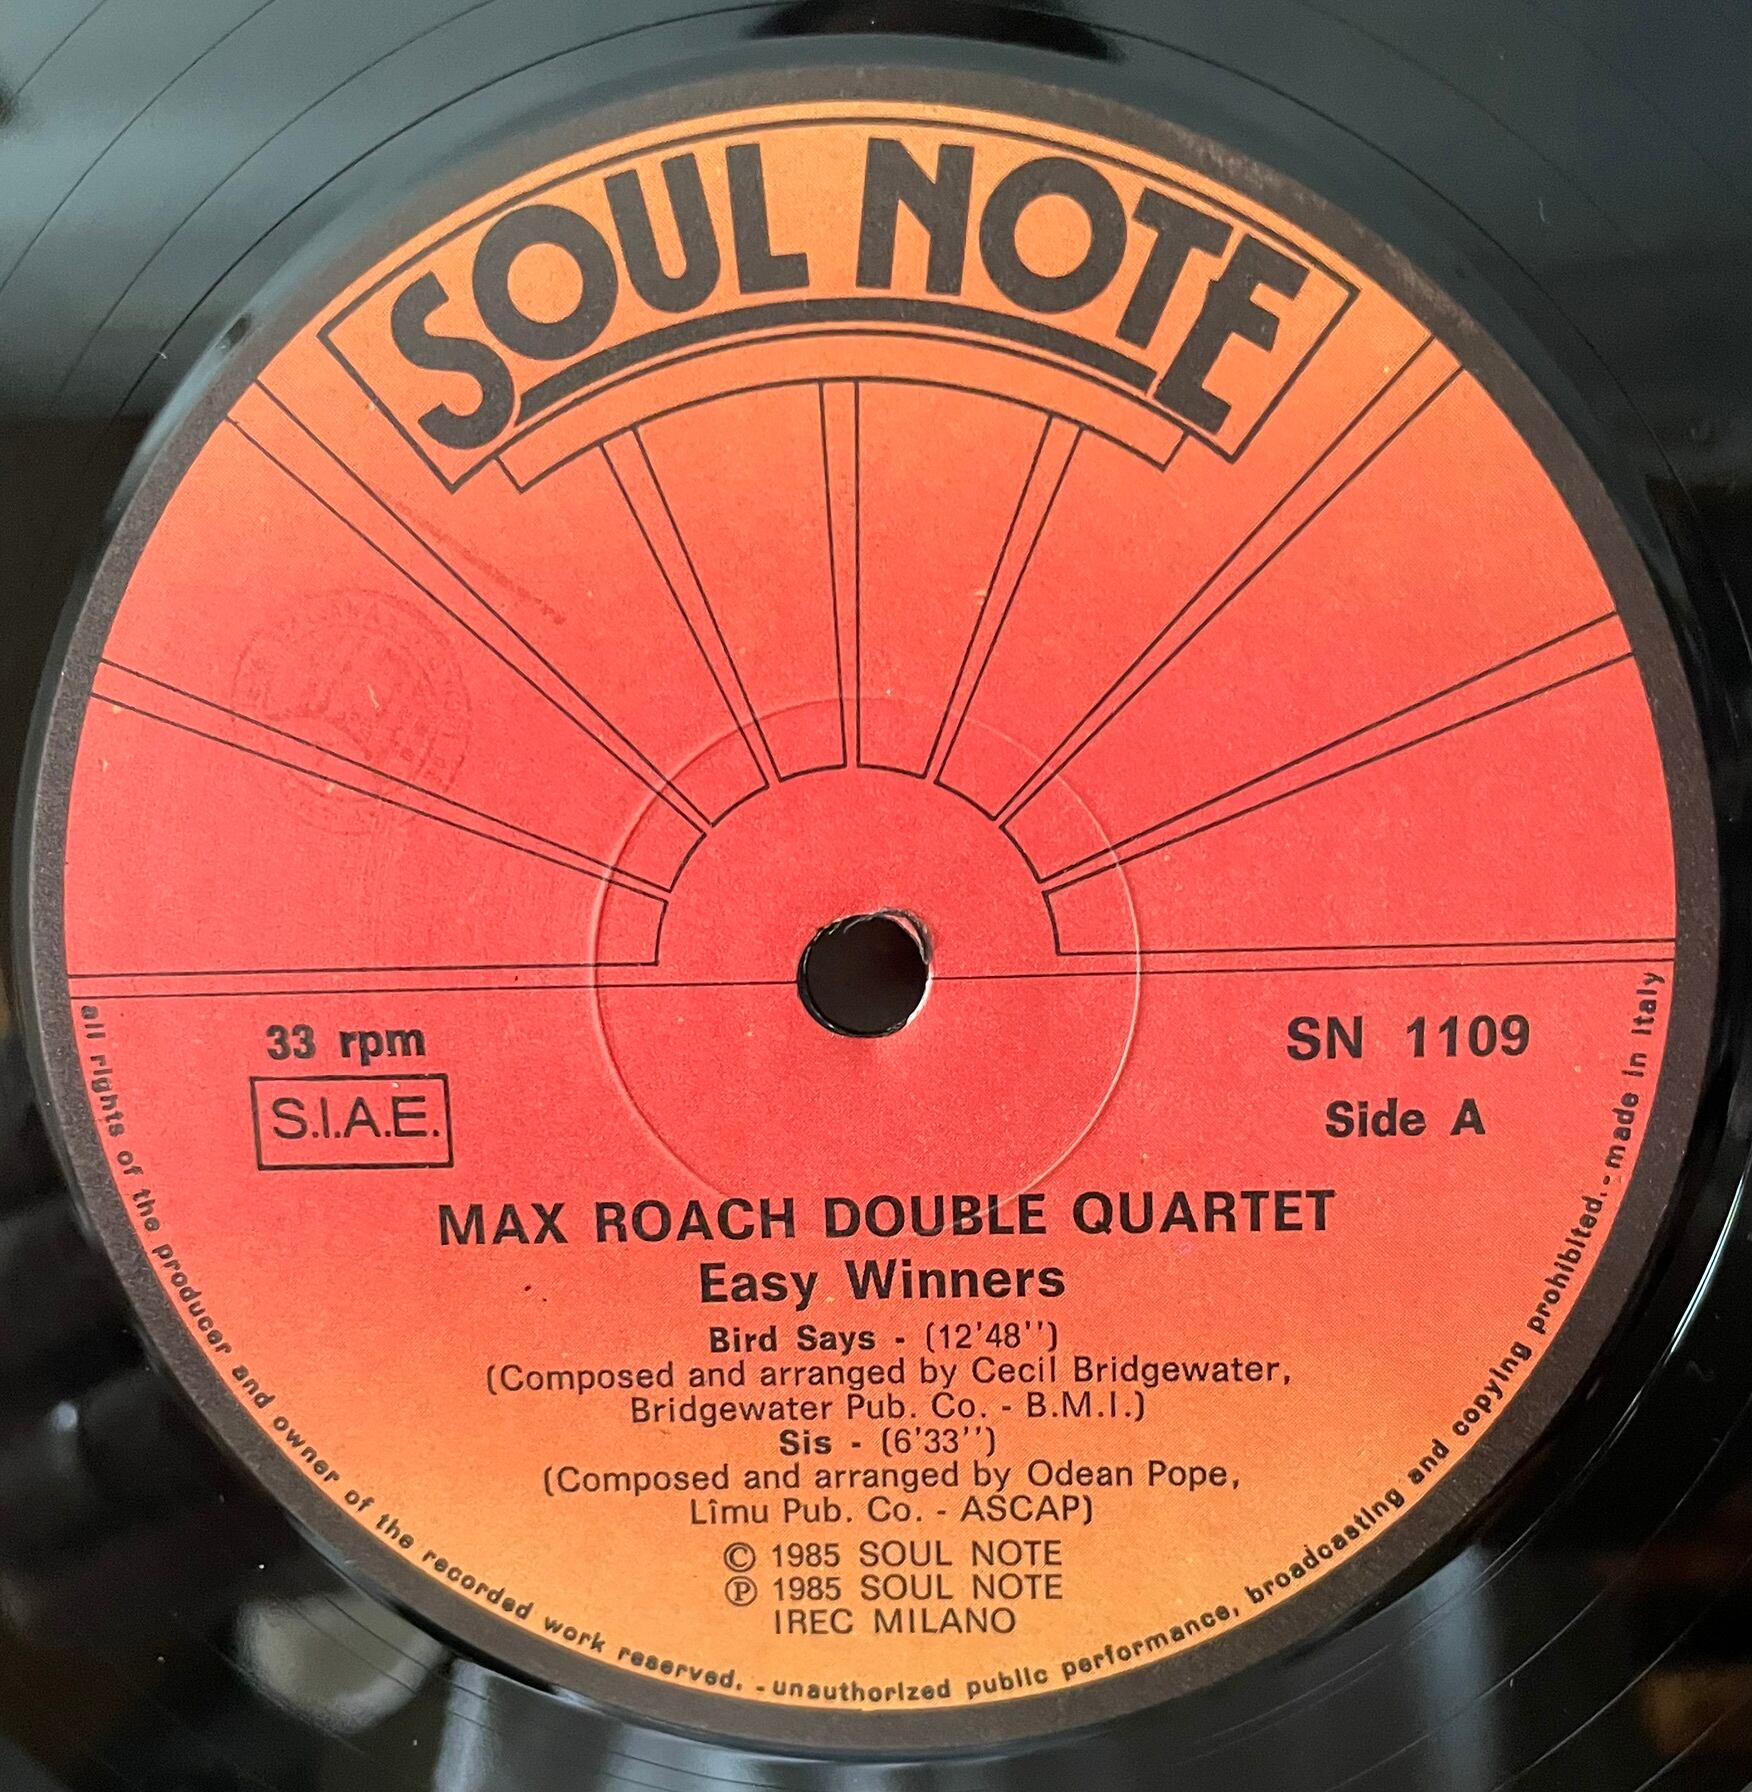 SOUL NOTE
33 rpm
S.I.A.E.
SN 1109
Side A
MAX ROACH DOUBLE QUARTET
Easy Winners
Bird Says - (12'48'')
(Composed and arranged by Cecil Bridgewater,
Bridgewater Pub. Co. - B.M.I.)
Sis - (6'33'')
(Composed and arranged by Odean Pope,
Lîmu Pub. Co. - ASCAP)
© 1985 SOUL NOTE
℗ 1985 SOUL NOTE
IREC MILANO
all rights of the producer and owner of the recorded work reserved. - unauthorized public performance, broadcasting and copying prohibited. - made in Italy